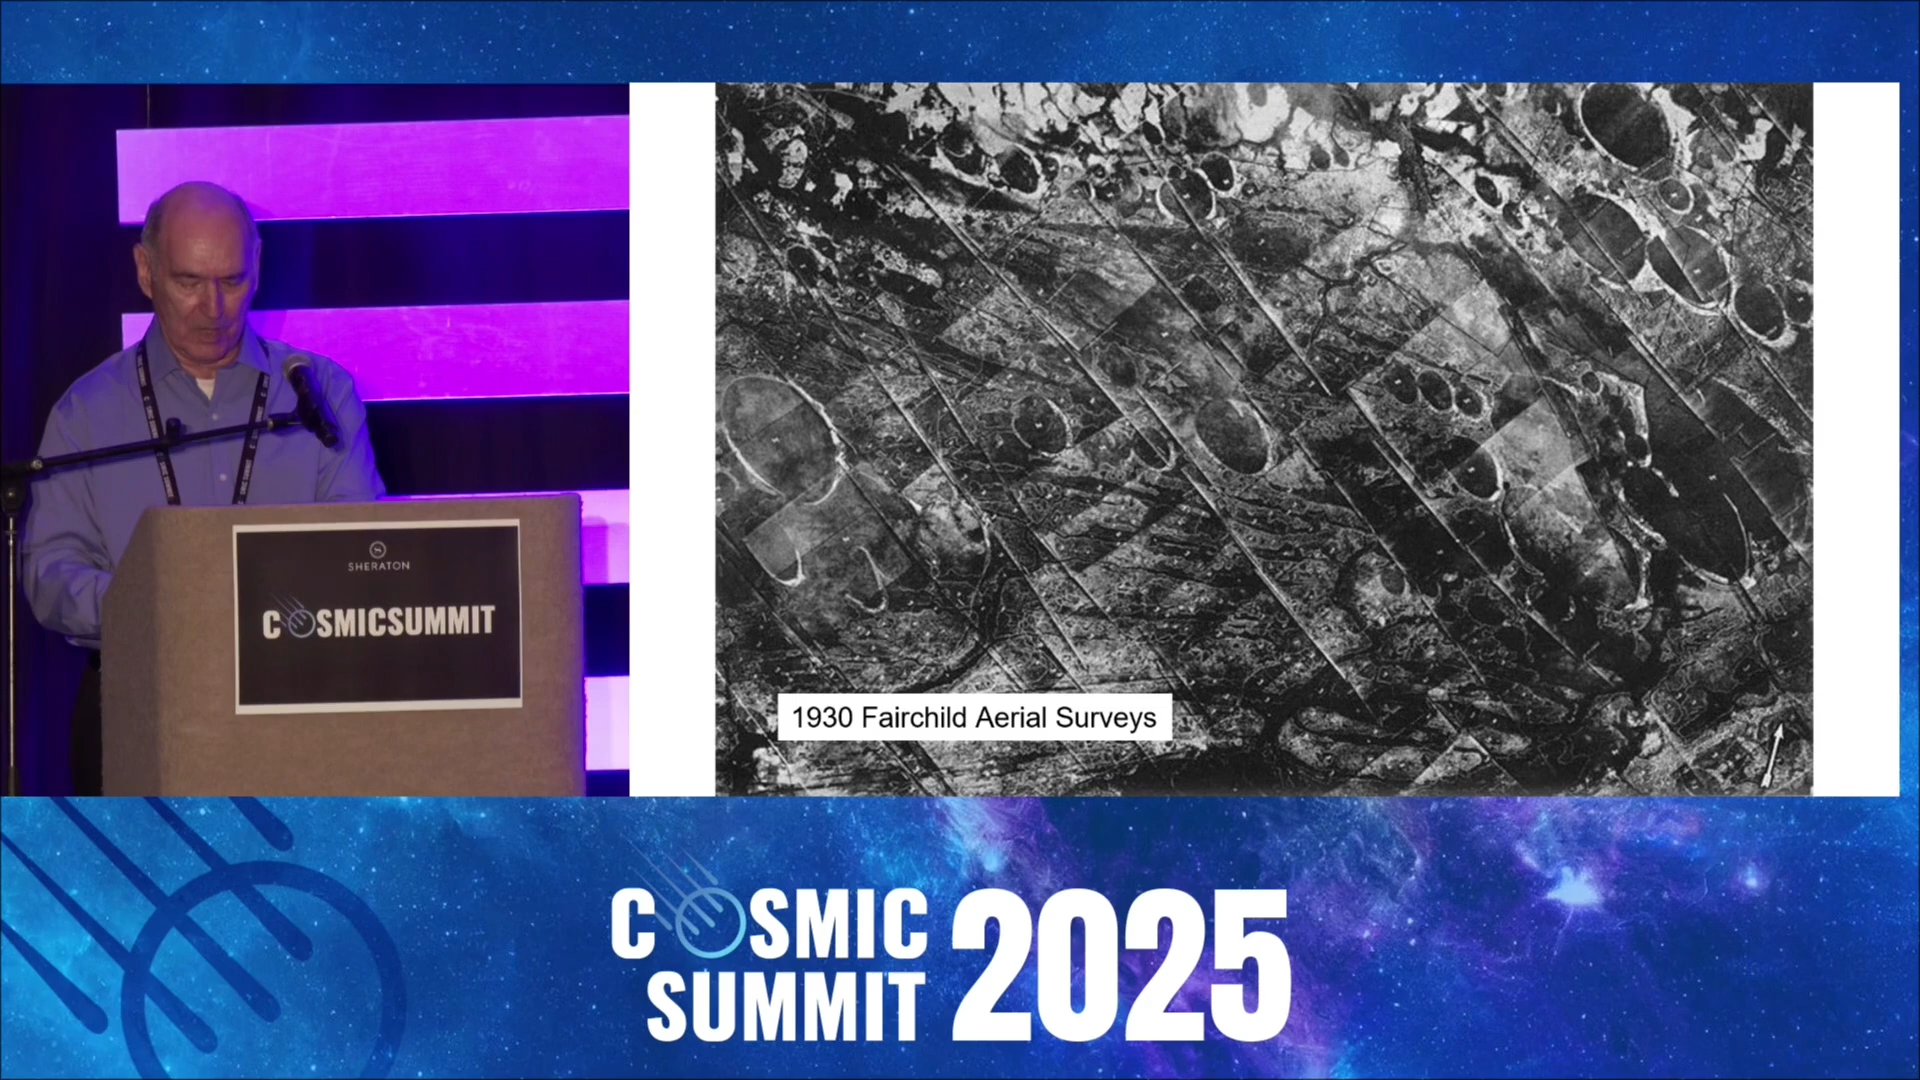 1930 Fairchild Aerial Surveys
SHERATON
COSMICSUMMIT
COSMIC
SUMMIT
2025